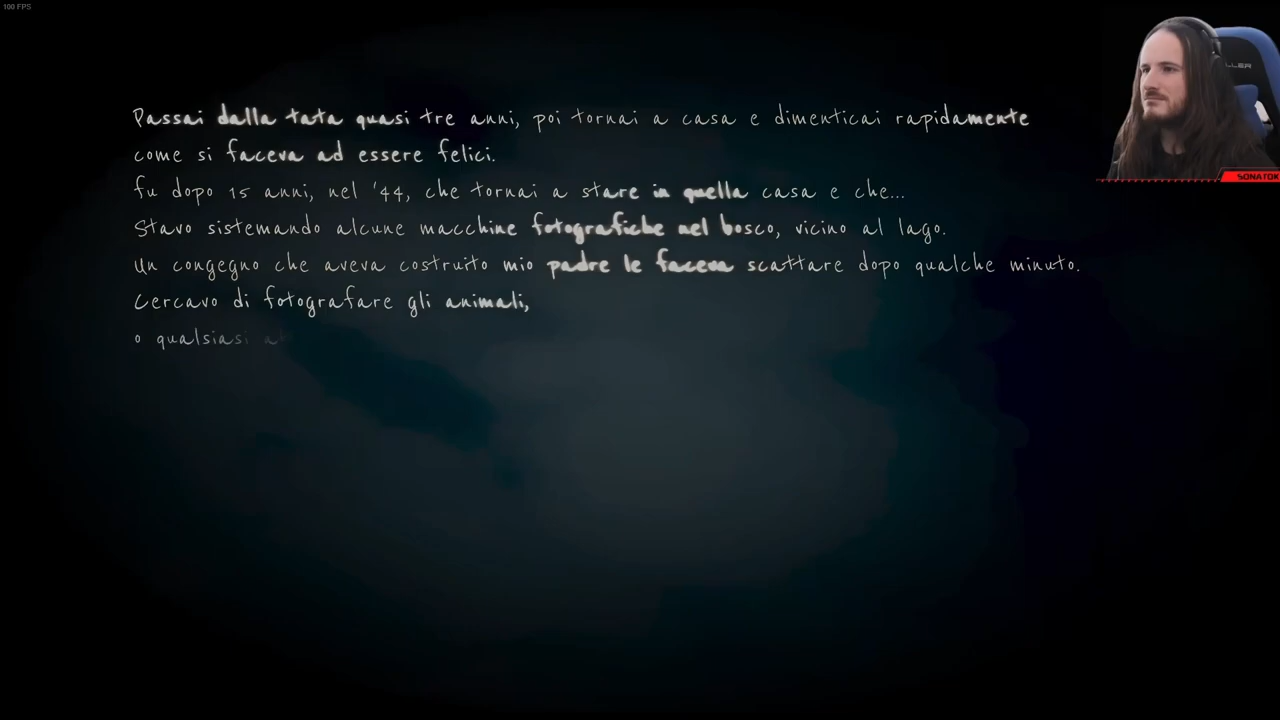 100 FPS
Passai dalla tata quasi tre anni, poi tornai a casa e dimenticai rapidamente
come si faceva ad essere felici.
fu dopo 15 anni, nel '44, che tornai a stare in quella casa e che...
Stavo sistemando alcune macchine fotografiche nel bosco, vicino al lago.
Un congegno che aveva costruito mio padre le faceva scattare dopo qualche minuto.
Cercavo di fotografare gli animali,
o qualsiasi
SONATOK